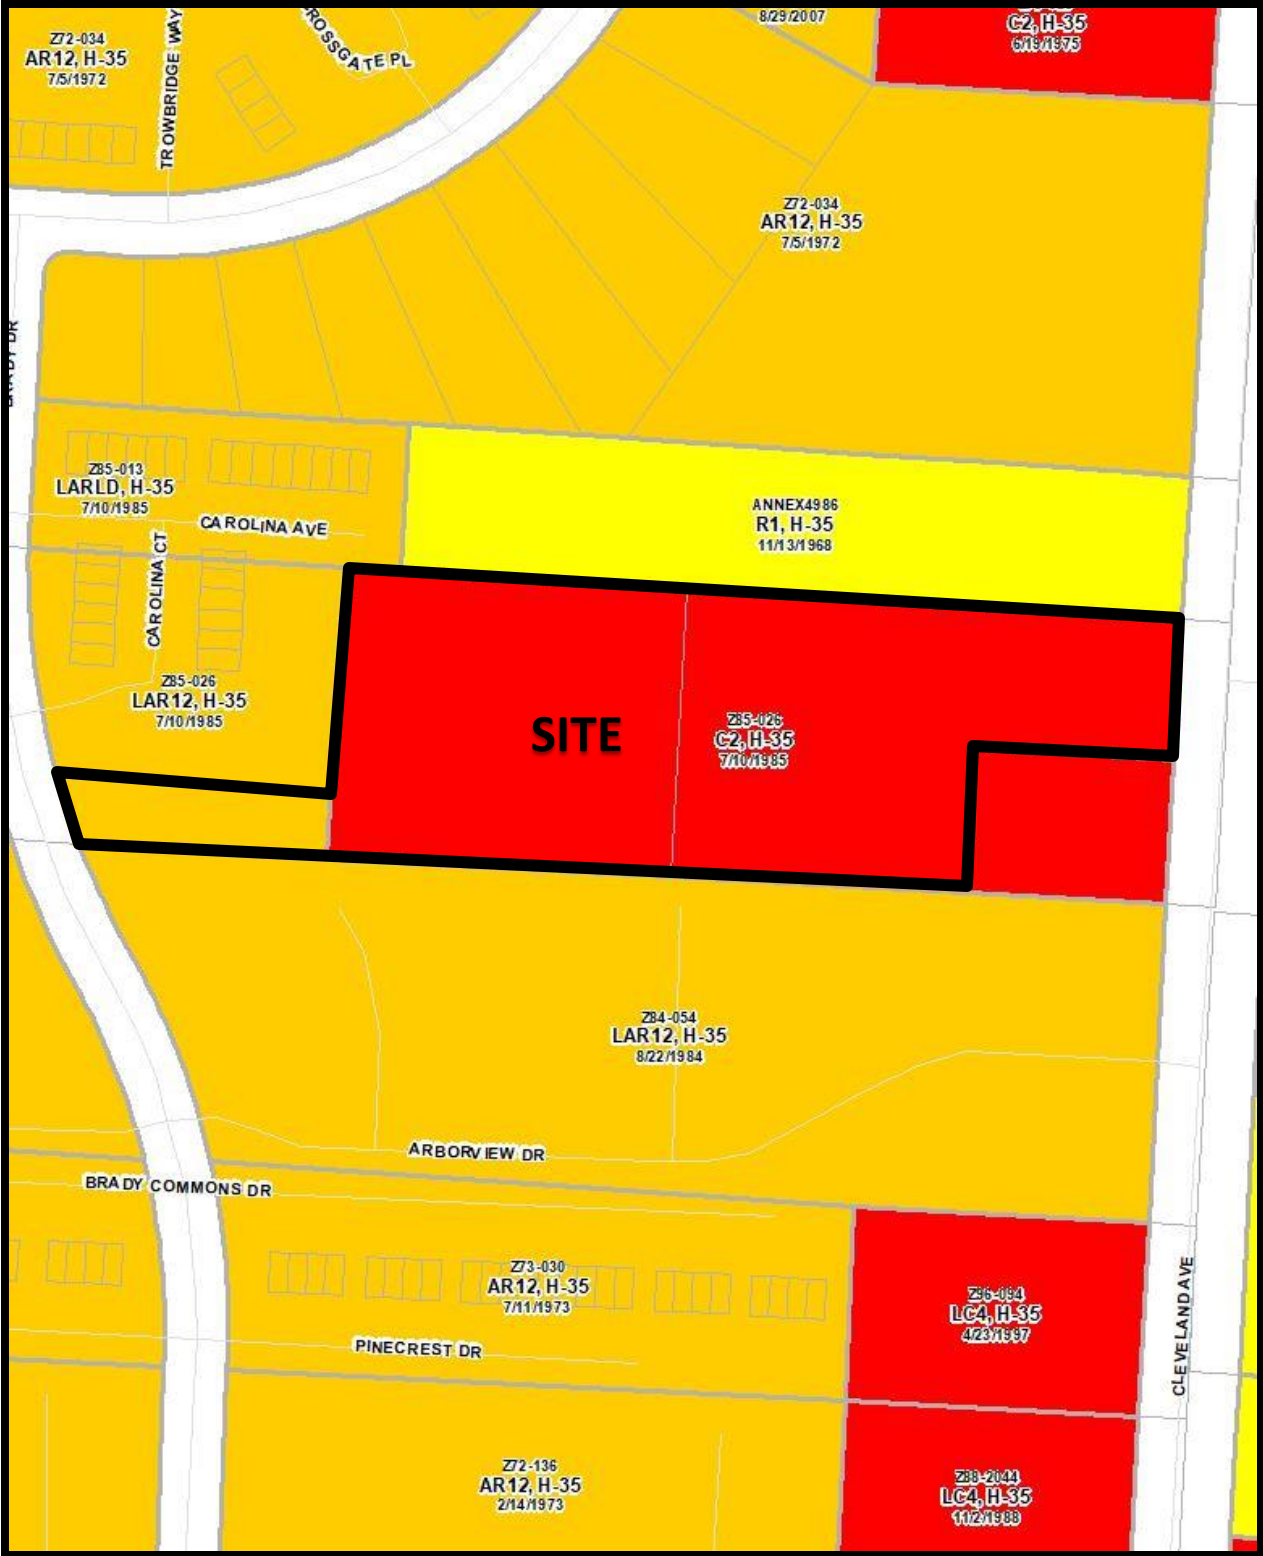 8/29/2007
C2, H-35
6/19/1975
Z72-034
AR12, H-35
7/5/1972
TROWBRIDGE WAY
ROSSGATE PL
Z72-034
AR12, H-35
7/5/1972
Z85-013
LARLD, H-35
7/10/1985
CAROLINA AVE
ANNEX4986
R1, H-35
11/13/1968
CAROLINA CT
Z85-026
LAR12, H-35
7/10/1985
SITE
Z85-026
C2, H-35
7/10/1985
Z84-054
LAR12, H-35
8/22/1984
ARBORVIEW DR
BRADY COMMONS DR
Z73-030
AR12, H-35
7/11/1973
Z96-094
LC4, H-35
4/23/1997
PINECREST DR
CLEVELAND AVE
Z72-136
AR12, H-35
2/14/1973
Z88-2044
LC4, H-35
11/2/1988